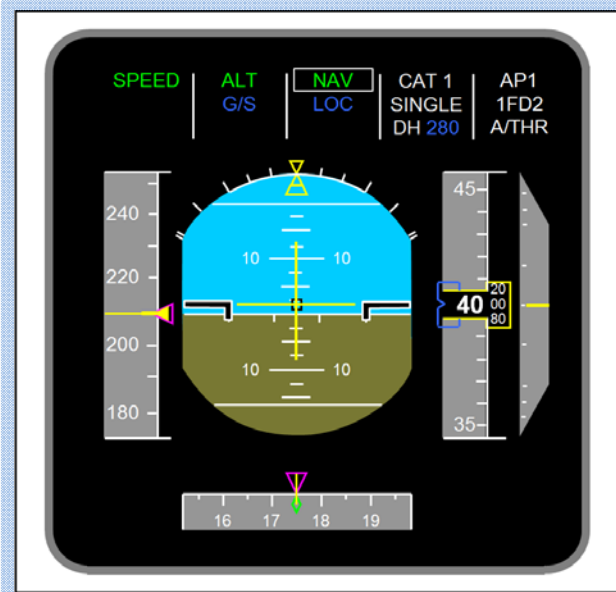 SPEED
ALT
G/S
NAV
LOC
CAT 1
SINGLE
DH 280
AP1
1FD2
A/THR
240
220
200
180
10 10
10 10
45
40
20
00
80
35
16 17 18 19